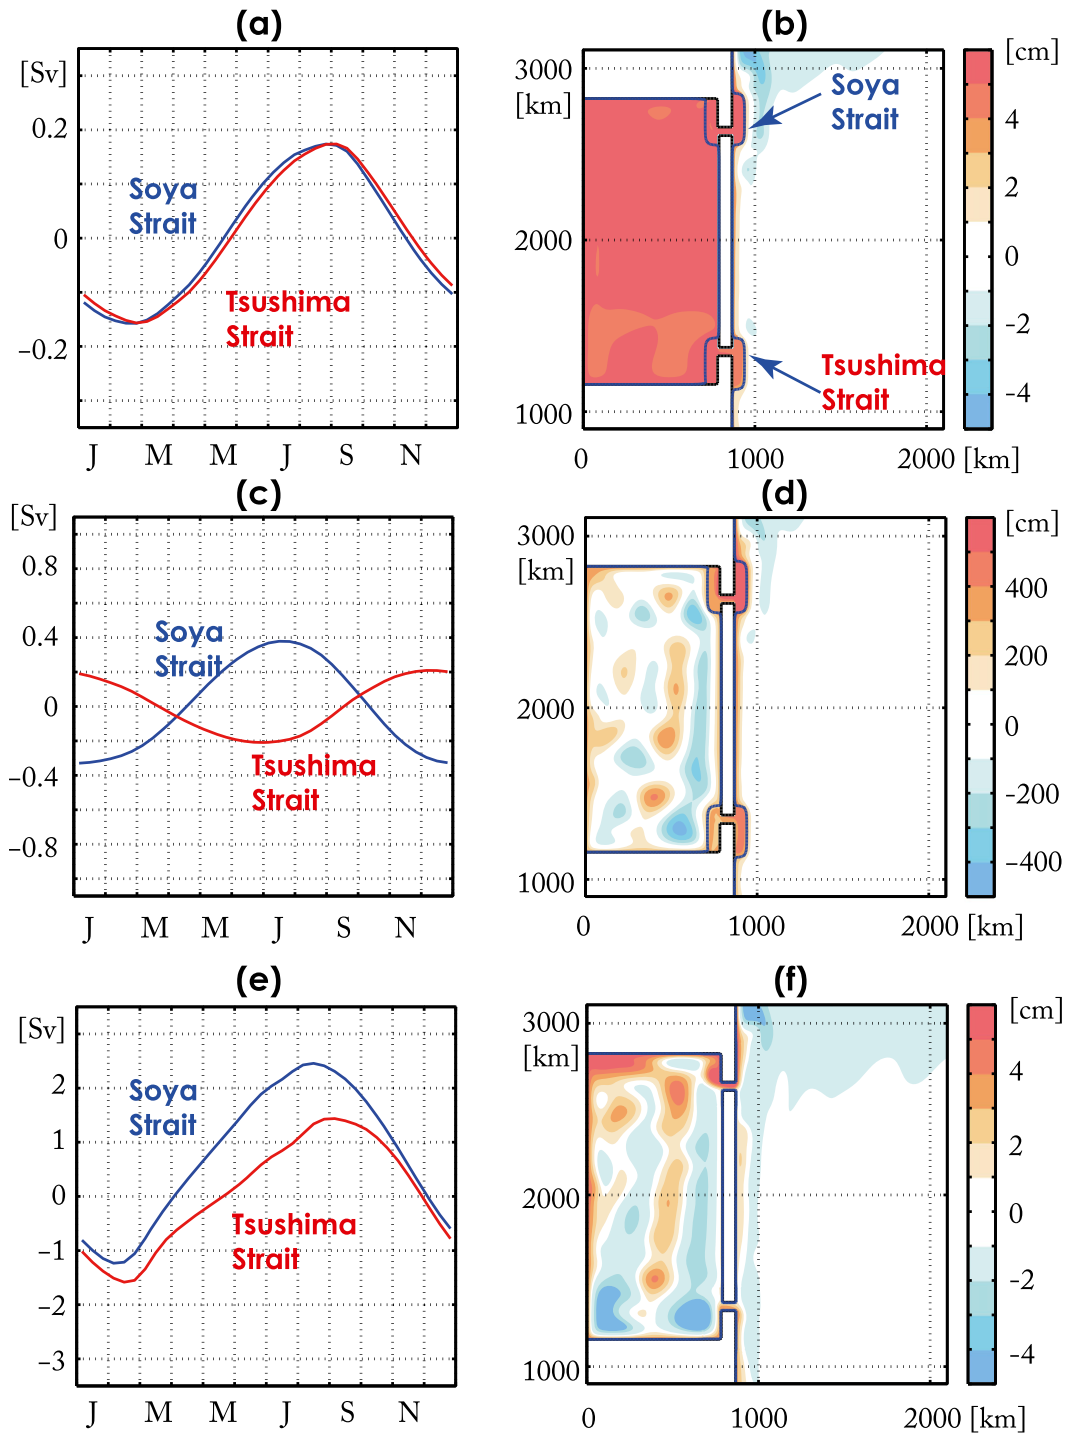 (a)
[Sv]
0.2
0
−0.2
Soya
Strait
Tsushima
Strait
J M M J S N
(b)
3000
[km]
2000
1000
Soya
Strait
Tsushima
Strait
0 1000 2000 [km]
[cm]
4
2
0
-2
-4
(c)
[Sv]
0.8
0.4
0
−0.4
−0.8
Soya
Strait
Tsushima
Strait
J M M J S N
(d)
3000
[km]
2000
1000
0 1000 2000 [km]
[cm]
400
200
0
-200
-400
(e)
[Sv]
2
1
0
−1
−2
−3
Soya
Strait
Tsushima
Strait
J M M J S N
(f)
3000
[km]
2000
1000
0 1000 2000 [km]
[cm]
4
2
0
-2
-4